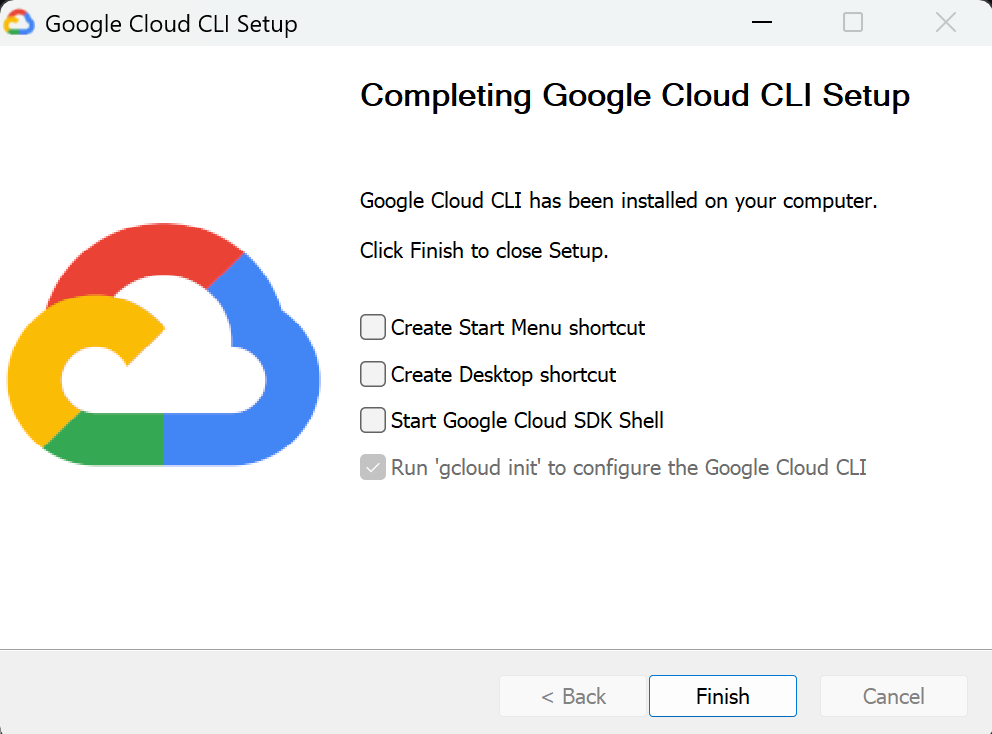 Google Cloud CLI Setup
Completing Google Cloud CLI Setup
Google Cloud CLI has been installed on your computer.
Click Finish to close Setup.
Create Start Menu shortcut
Create Desktop shortcut
Start Google Cloud SDK Shell
Run 'gcloud init' to configure the Google Cloud CLI
< Back Finish Cancel